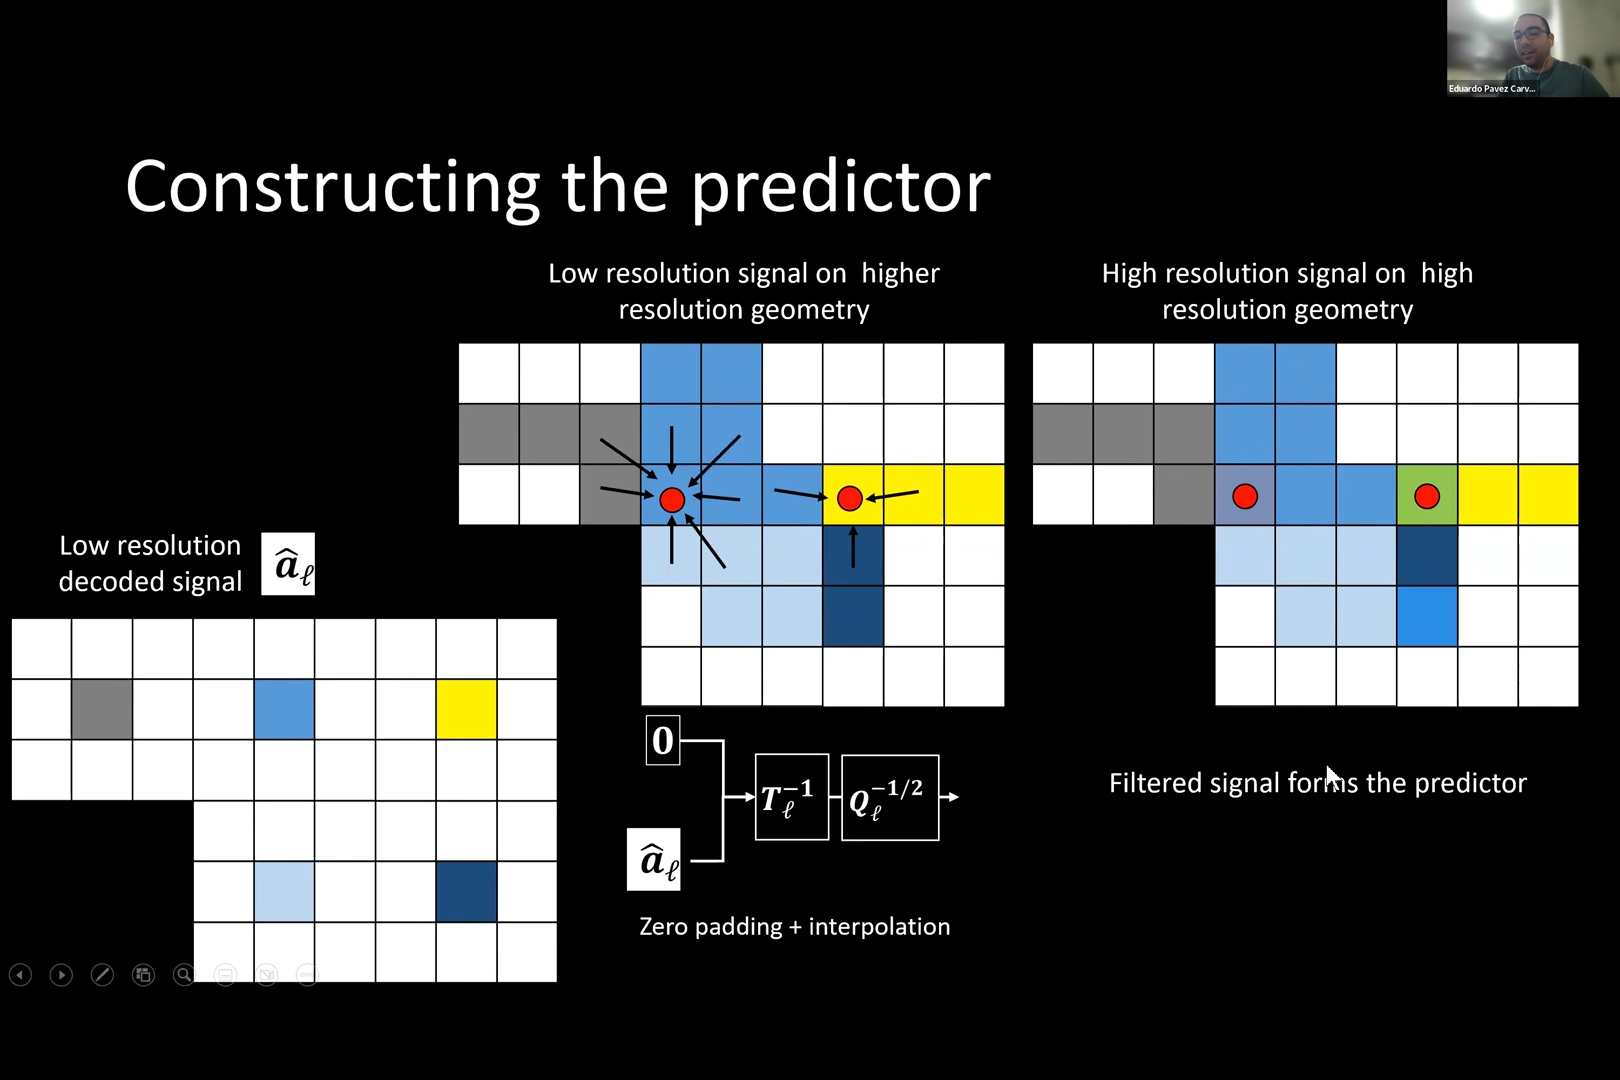 Eduardo Pavez Carv...
Constructing the predictor
Low resolution signal on higher
resolution geometry
High resolution signal on high
resolution geometry
Low resolution
decoded signal
â_ℓ
0
T_ℓ^{-1}
Q_ℓ^{-1/2}
â_ℓ
Zero padding + interpolation
Filtered signal forms the predictor